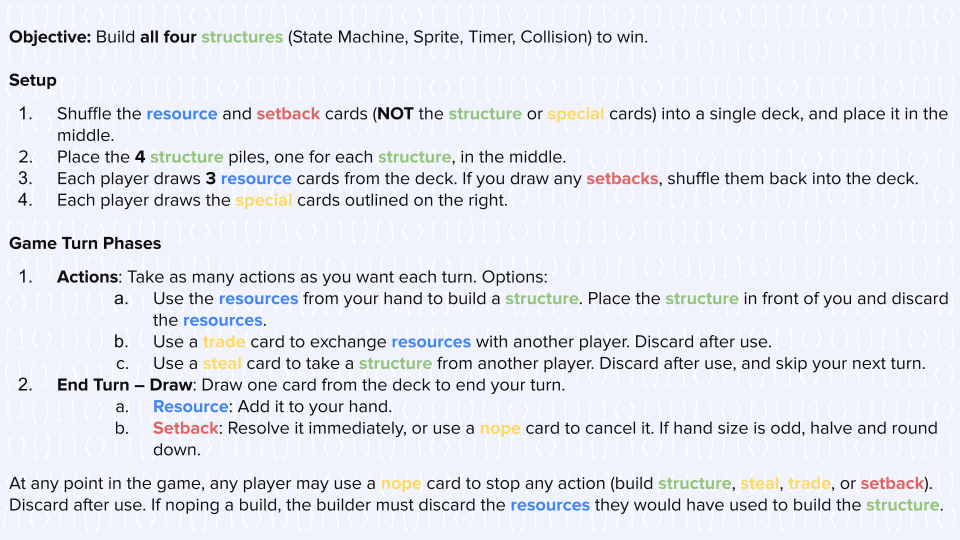 Objective: Build all four structures (State Machine, Sprite, Timer, Collision) to win.
Setup
1. Shuffle the resource and setback cards (NOT the structure or special cards) into a single deck, and place it in the
middle.
2. Place the 4 structure piles, one for each structure, in the middle.
3. Each player draws 3 resource cards from the deck. If you draw any setbacks, shuffle them back into the deck.
4. Each player draws the special cards outlined on the right.
Game Turn Phases
1. Actions: Take as many actions as you want each turn. Options:
a. Use the resources from your hand to build a structure. Place the structure in front of you and discard
the resources.
b. Use a trade card to exchange resources with another player. Discard after use.
c. Use a steal card to take a structure from another player. Discard after use, and skip your next turn.
2. End Turn – Draw: Draw one card from the deck to end your turn.
a. Resource: Add it to your hand.
b. Setback: Resolve it immediately, or use a nope card to cancel it. If hand size is odd, halve and round
down.
At any point in the game, any player may use a nope card to stop any action (build structure, steal, trade, or setback).
Discard after use. If noping a build, the builder must discard the resources they would have used to build the structure.